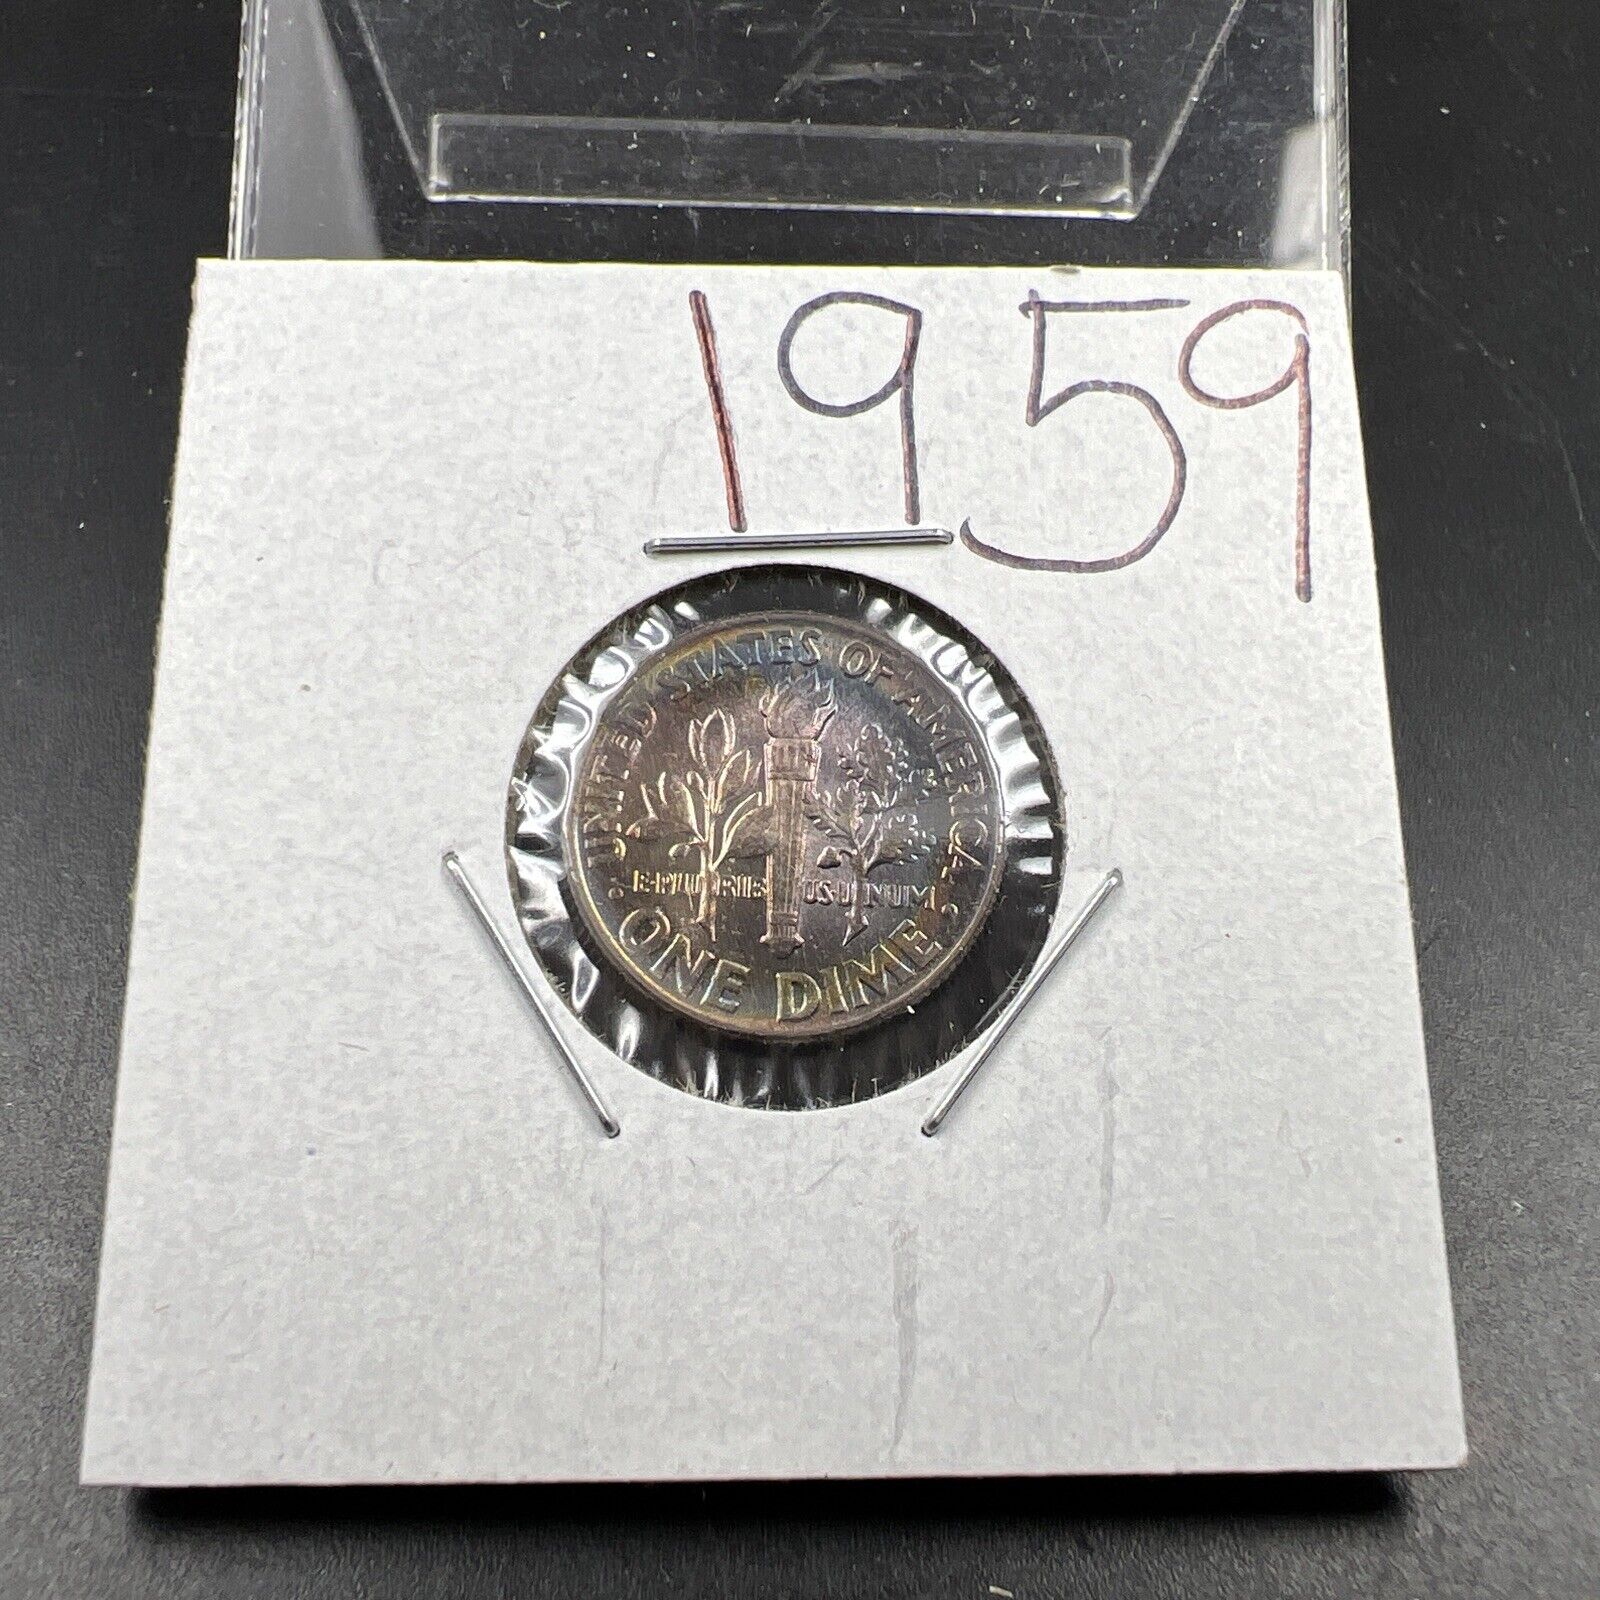 1959
UNITED STATES OF AMERICA
E·PLURIBUS·UNUM
ONE DIME